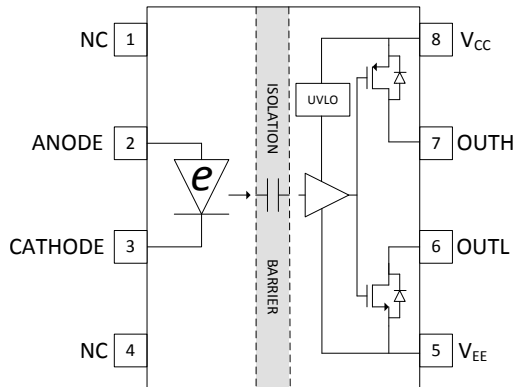 NC 1
8 VCC
ISOLATION
UVLO
ANODE 2
7 OUTH
e
CATHODE 3
6 OUTL
BARRIER
NC 4
5 VEE